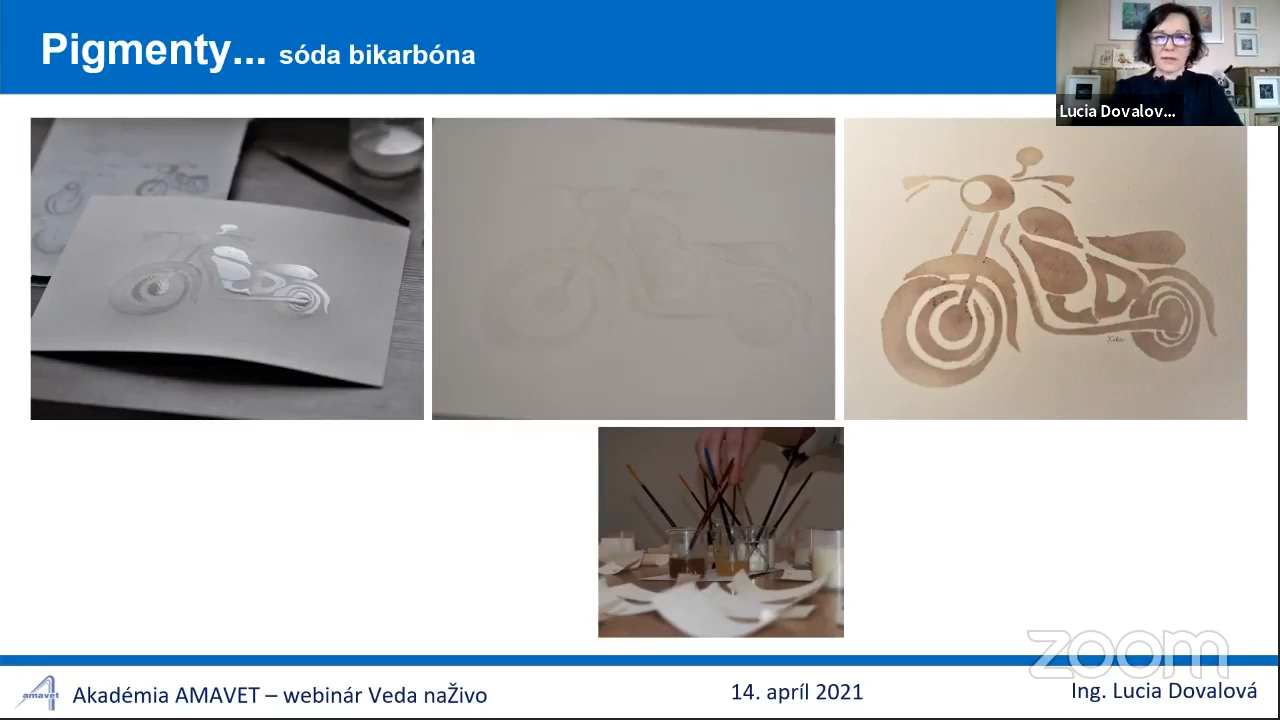 Pigmenty... sóda bikarbóna
Lucia Dovalov...
zoom
amavet
Akadémia AMAVET – webinár Veda naŽivo
14. apríl 2021
Ing. Lucia Dovalová